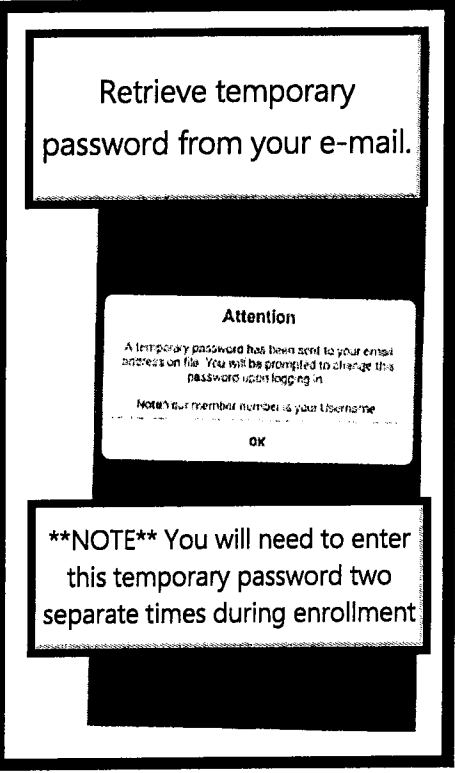 Retrieve temporary
password from your e-mail.
Attention
A temporary password has been sent to your email
address on file. You will be prompted to change this
password upon logging in
Note: Your member number is your Username
OK
**NOTE** You will need to enter
this temporary password two
separate times during enrollment